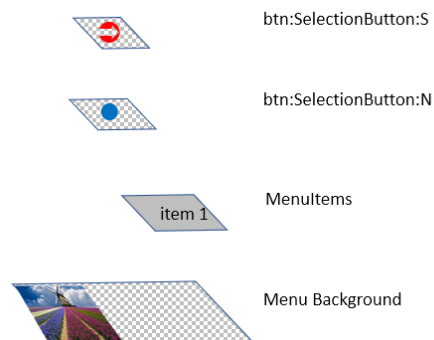 btn:SelectionButton:S
btn:SelectionButton:N
item 1
MenuItems
Menu Background